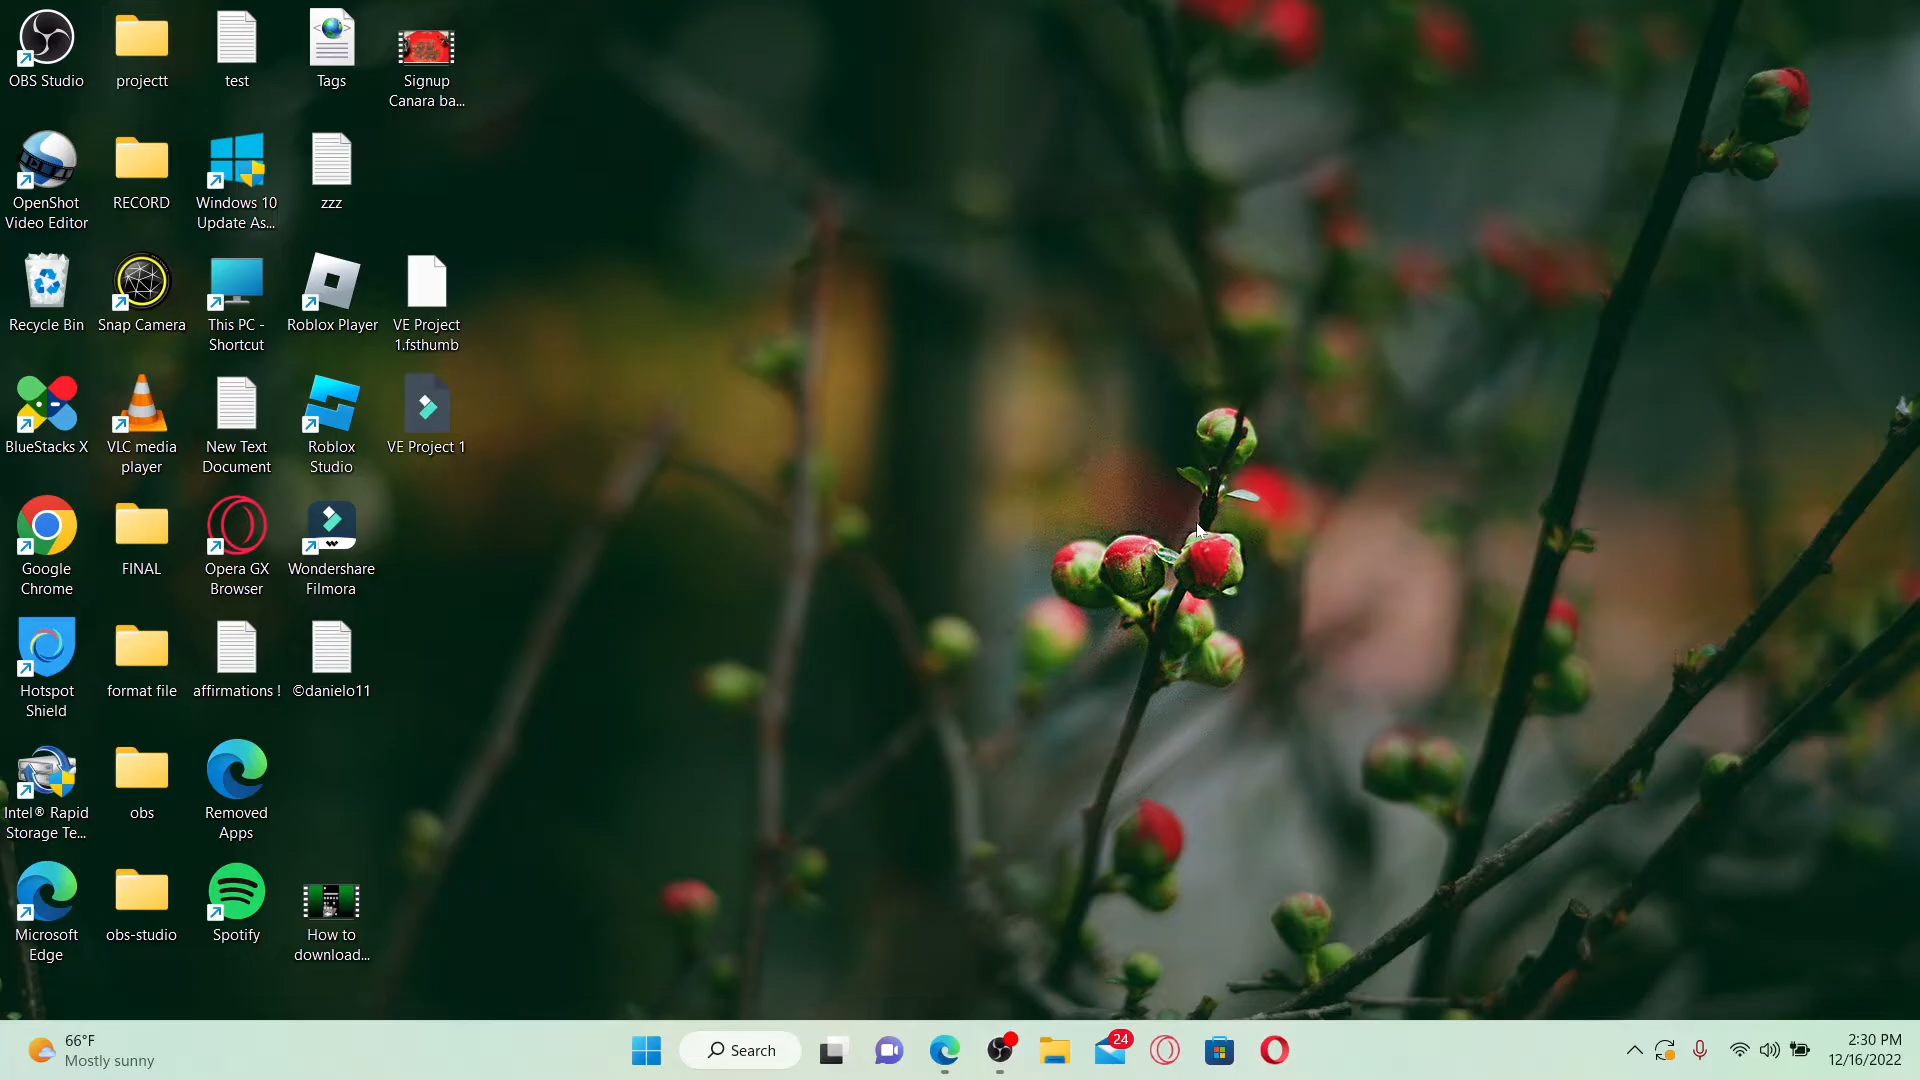 OBS Studio
projectt
test
Tags
Signup
Canara ba...
OpenShot
Video Editor
RECORD
Windows 10
Update As...
zzz
Recycle Bin
Snap Camera
This PC -
Shortcut
Roblox Player
VE Project
1.fsthumb
BlueStacks X
VLC media
player
New Text
Document
Roblox
Studio
VE Project 1
Google
Chrome
FINAL
Opera GX
Browser
Wondershare
Filmora
Hotspot
Shield
format file
affirmations !
©danielo11
Intel® Rapid
Storage Te...
obs
Removed
Apps
Microsoft
Edge
obs-studio
Spotify
How to
download...
66°F
Mostly sunny
Search
24
2:30 PM
12/16/2022